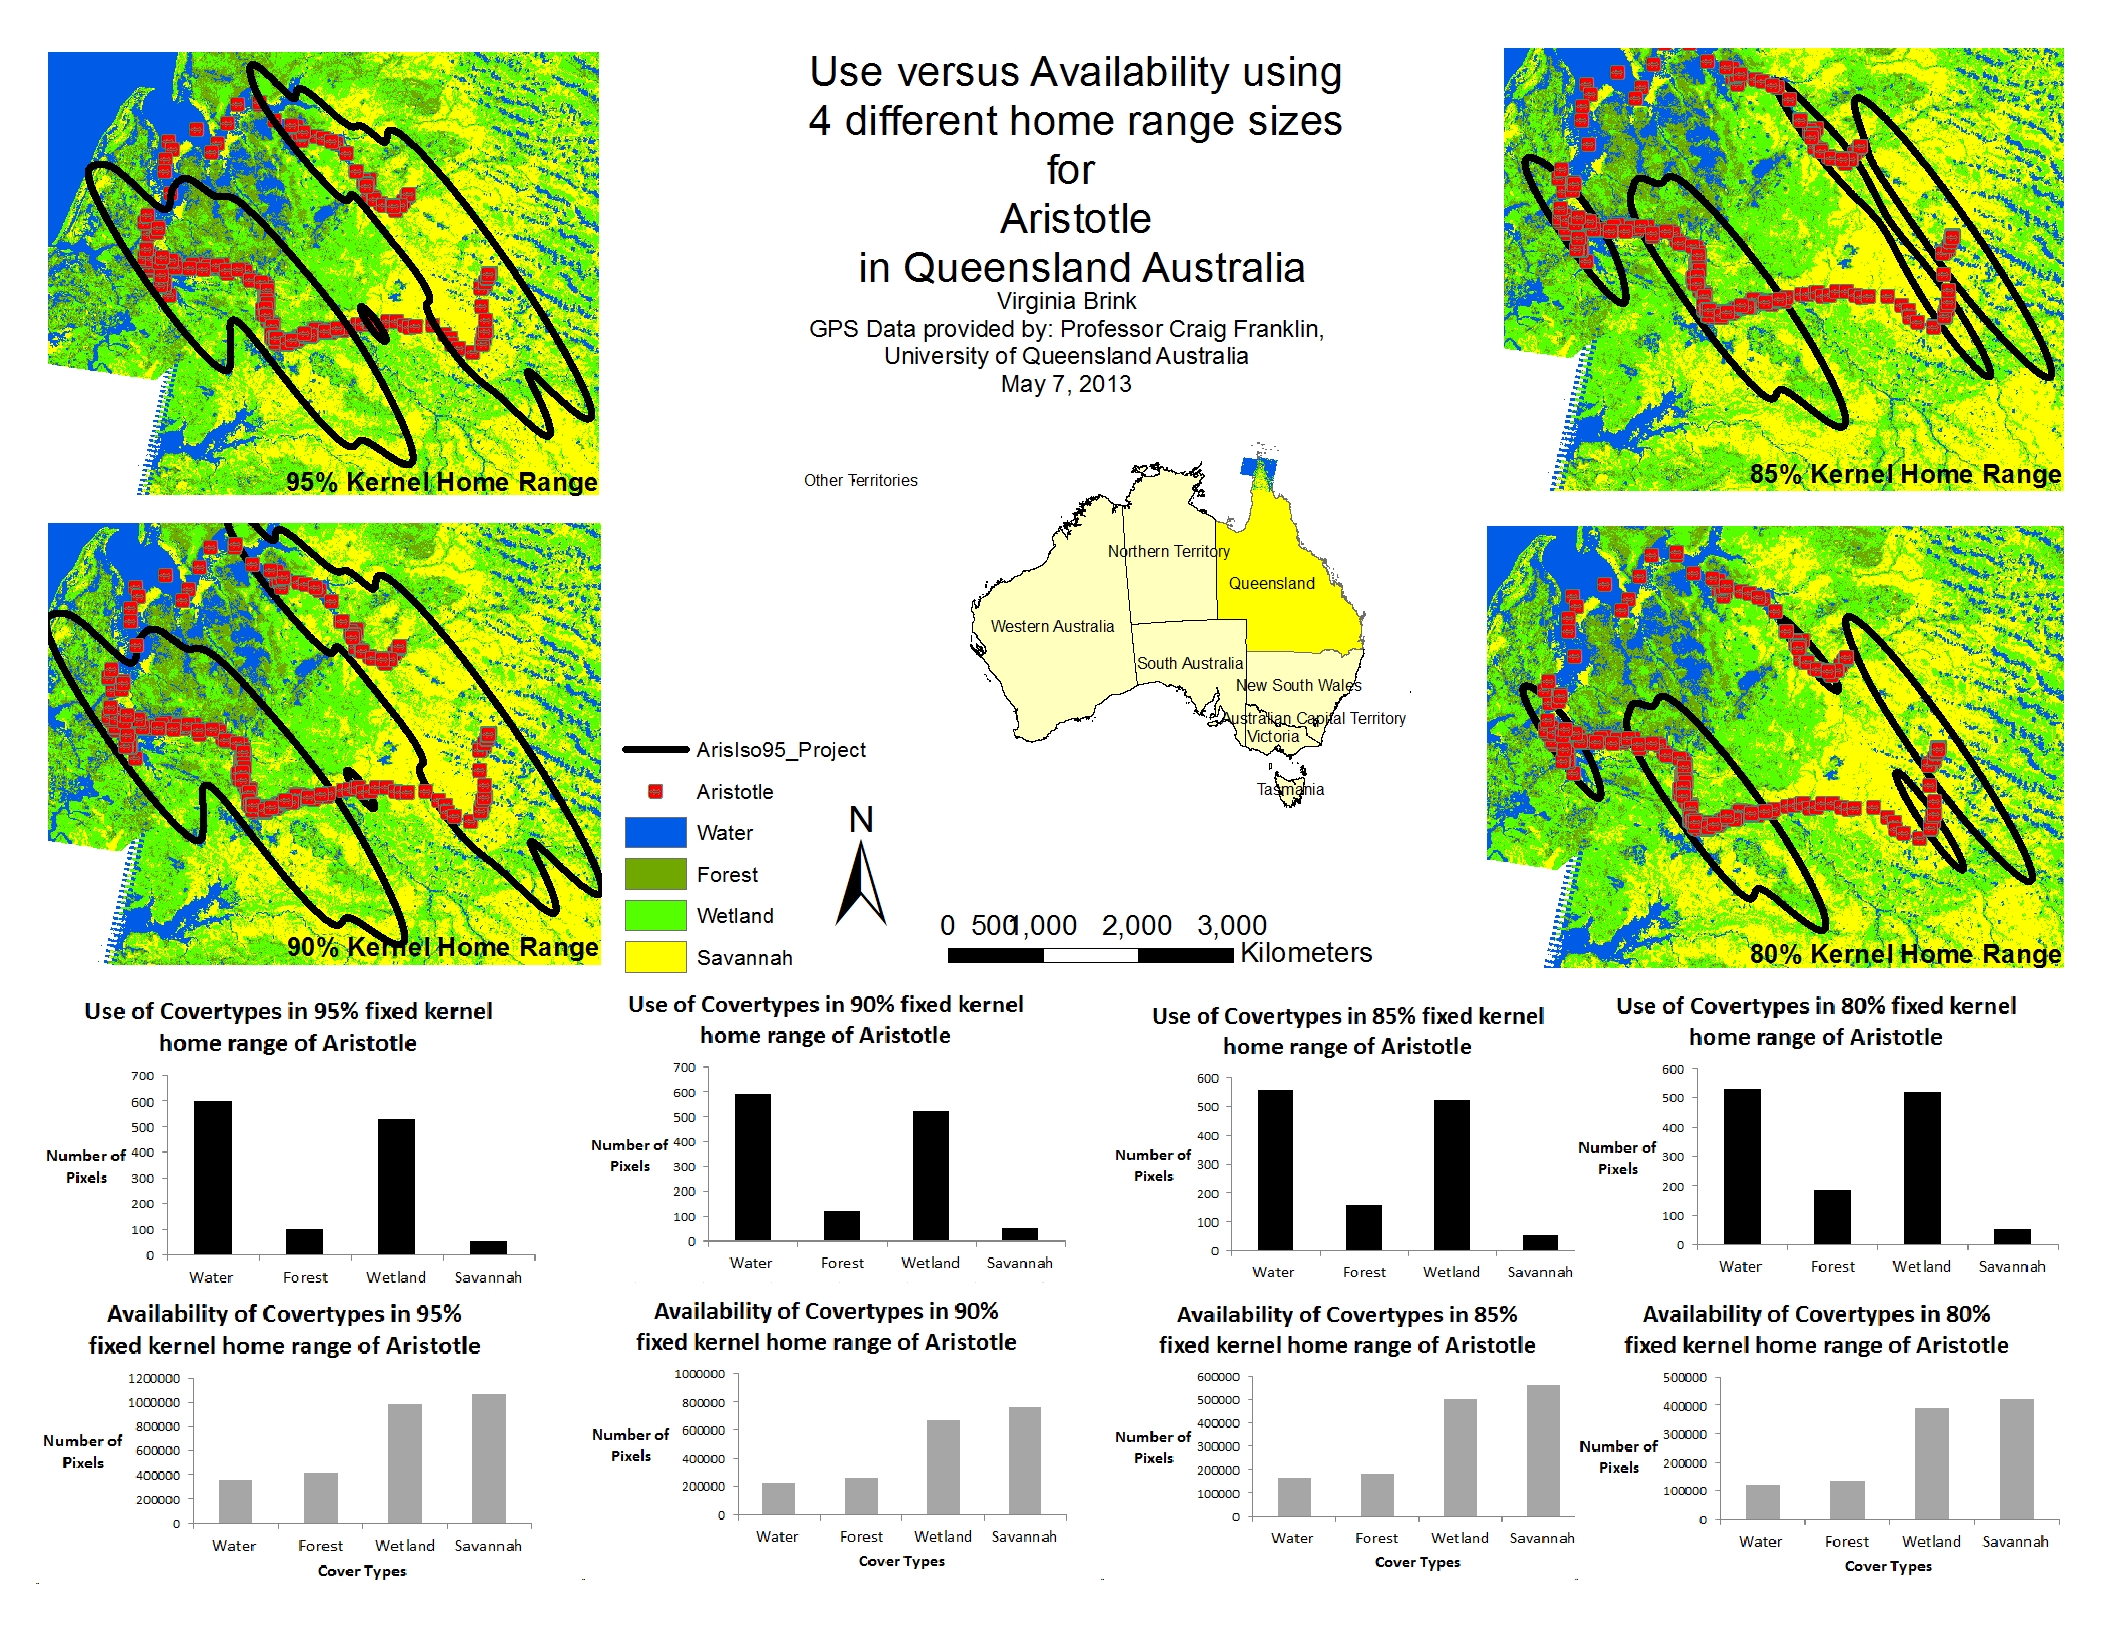 Use versus Availability using
4 different home range sizes
for
Aristotle
in Queensland Australia
Virginia Brink
GPS Data provided by: Professor Craig Franklin,
University of Queensland Australia
May 7, 2013
95% Kernel Home Range
85% Kernel Home Range
90% Kernel Home Range
80% Kernel Home Range
Other Territories
Northern Territory
Queensland
Western Australia
South Australia
New South Wales
Australian Capital Territory
Victoria
Tasmania
ArisIso95_Project
Aristotle
Water
Forest
Wetland
Savannah
N
0 500 1,000 2,000 3,000
Kilometers
Use of Covertypes in 95% fixed kernel
home range of Aristotle
700
600
500
400
300
200
100
0
Number of
Pixels
Water Forest Wetland Savannah
Use of Covertypes in 90% fixed kernel
home range of Aristotle
700
600
500
400
300
200
100
0
Number of
Pixels
Water Forest Wetland Savannah
Use of Covertypes in 85% fixed kernel
home range of Aristotle
600
500
400
300
200
100
0
Number of
Pixels
Water Forest Wetland Savannah
Use of Covertypes in 80% fixed kernel
home range of Aristotle
600
500
400
300
200
100
0
Number of
Pixels
Water Forest Wetland Savannah
Availability of Covertypes in 95%
fixed kernel home range of Aristotle
1200000
1000000
800000
600000
400000
200000
0
Number of
Pixels
Water Forest Wetland Savannah
Cover Types
Availability of Covertypes in 90%
fixed kernel home range of Aristotle
1000000
800000
600000
400000
200000
0
Number of
Pixels
Water Forest Wetland Savannah
Cover Types
Availability of Covertypes in 85%
fixed kernel home range of Aristotle
600000
500000
400000
300000
200000
100000
0
Number of
Pixels
Water Forest Wetland Savannah
Cover Types
Availability of Covertypes in 80%
fixed kernel home range of Aristotle
500000
400000
300000
200000
100000
0
Number of
Pixels
Water Forest Wetland Savannah
Cover Types